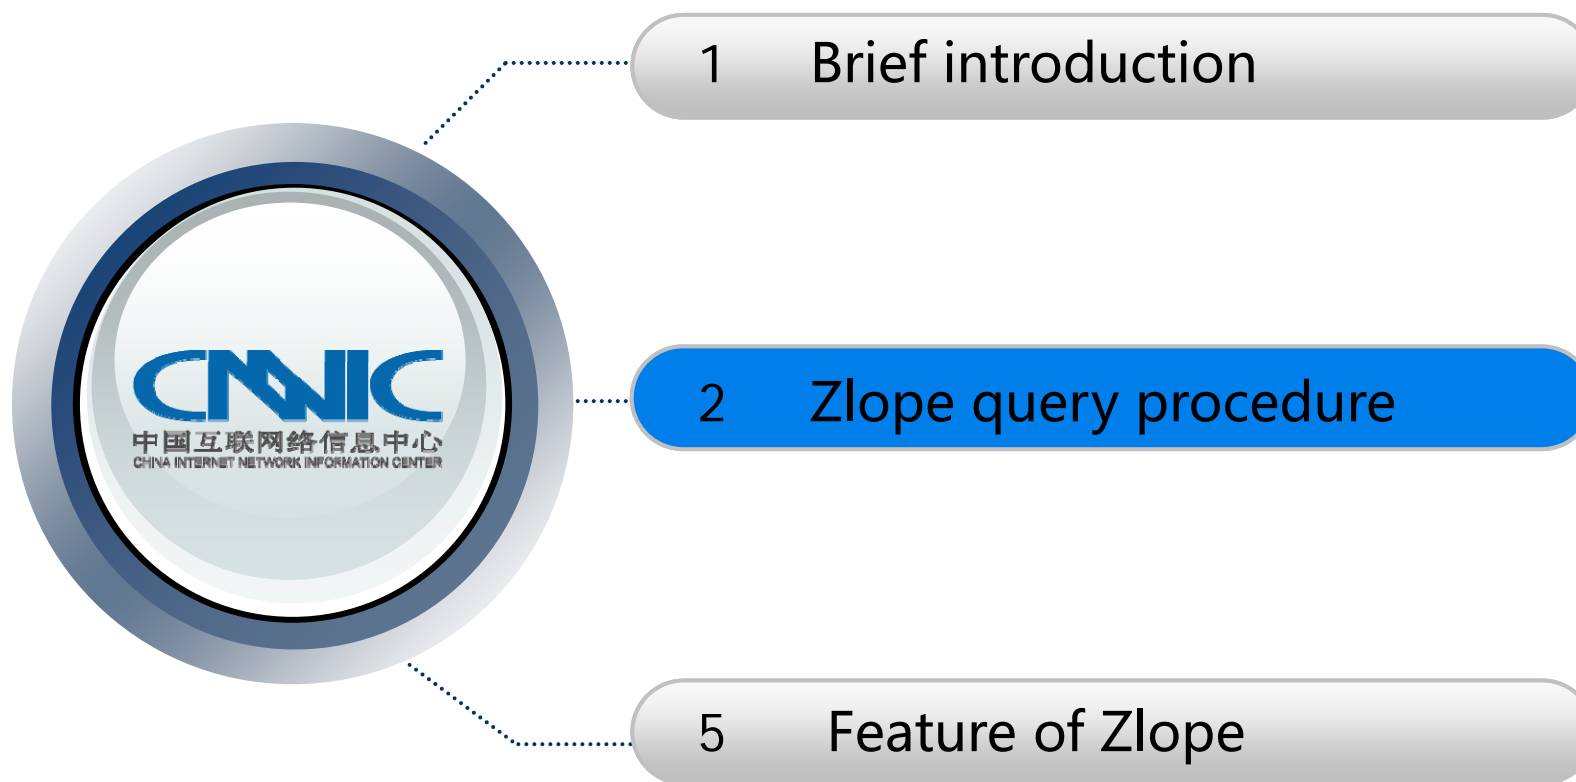 1 Brief introduction
CNNIC
中国互联网络信息中心
CHINA INTERNET NETWORK INFORMATION CENTER
2 Zlope query procedure
5 Feature of Zlope